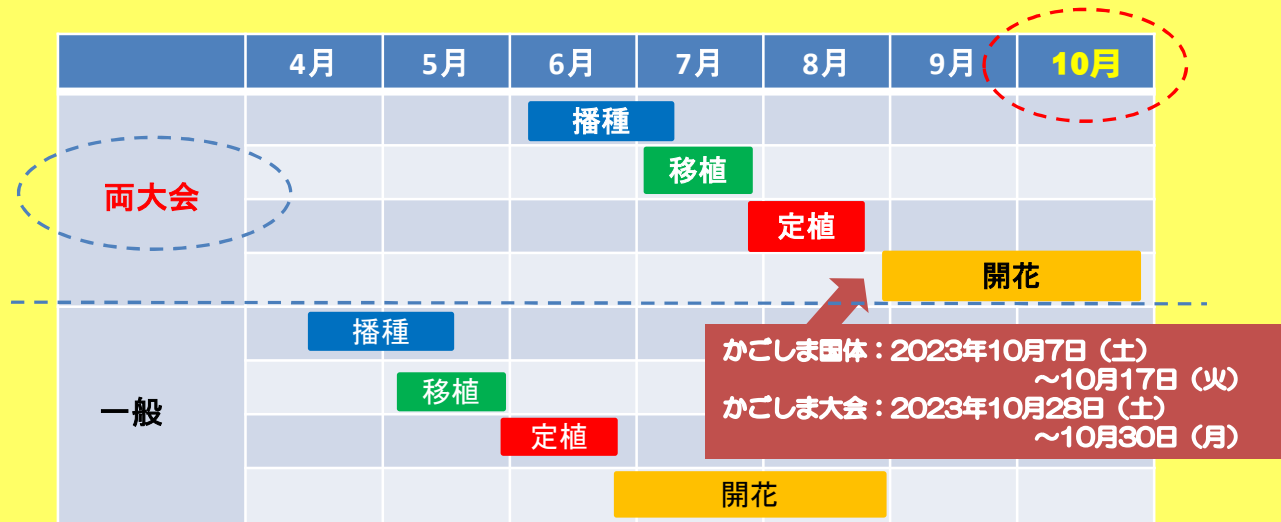 4月 5月 6月 7月 8月 9月 10月
播種
移植
両大会
定植
開花
播種
かごしま国体：2023年10月7日（土）
～10月17日（火）
移植
一般
かごしま大会：2023年10月28日（土）
～10月30日（月）
定植
開花